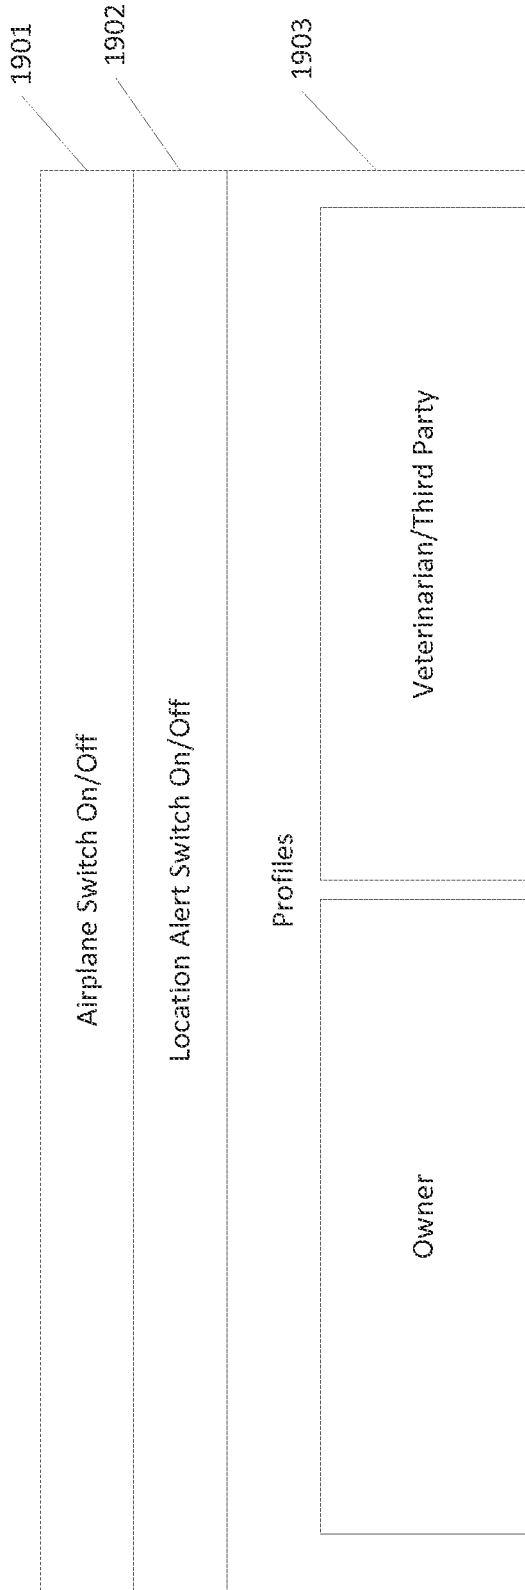 Airplane Switch On/Off
1901
Location Alert Switch On/Off
1902
Profiles
1903
Owner
Veterinarian/Third Party